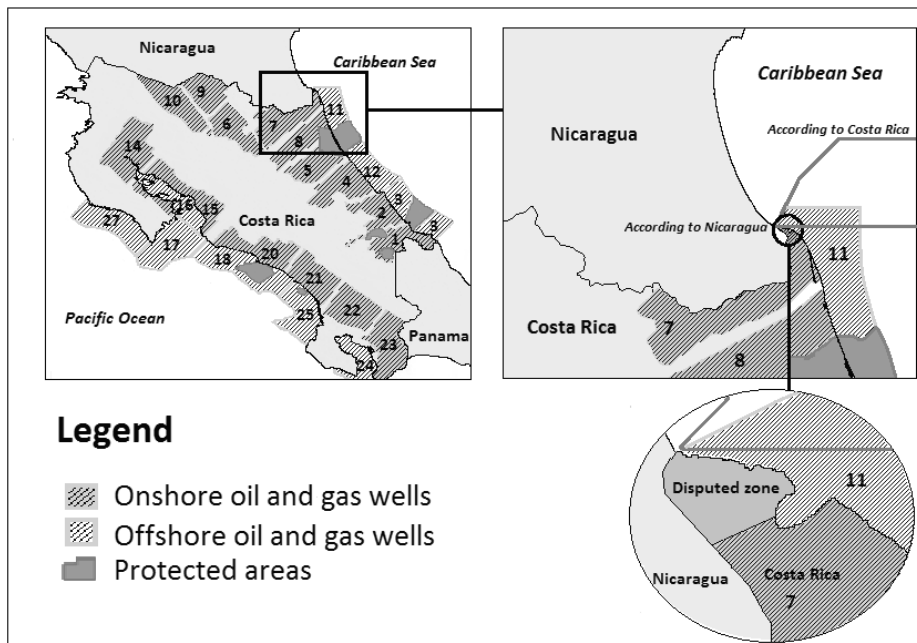 Nicaragua
Caribbean Sea
10
9
6
7
8
11
5
4
12
3
2
1
3
14
16
15
Costa Rica
27
17
18
20
21
22
25
23
24
Pacific Ocean
Panama
Caribbean Sea
Nicaragua
According to Costa Rica
According to Nicaragua
11
Costa Rica
7
8
Legend
Onshore oil and gas wells
Offshore oil and gas wells
Protected areas
Disputed zone
11
Nicaragua
Costa Rica
7